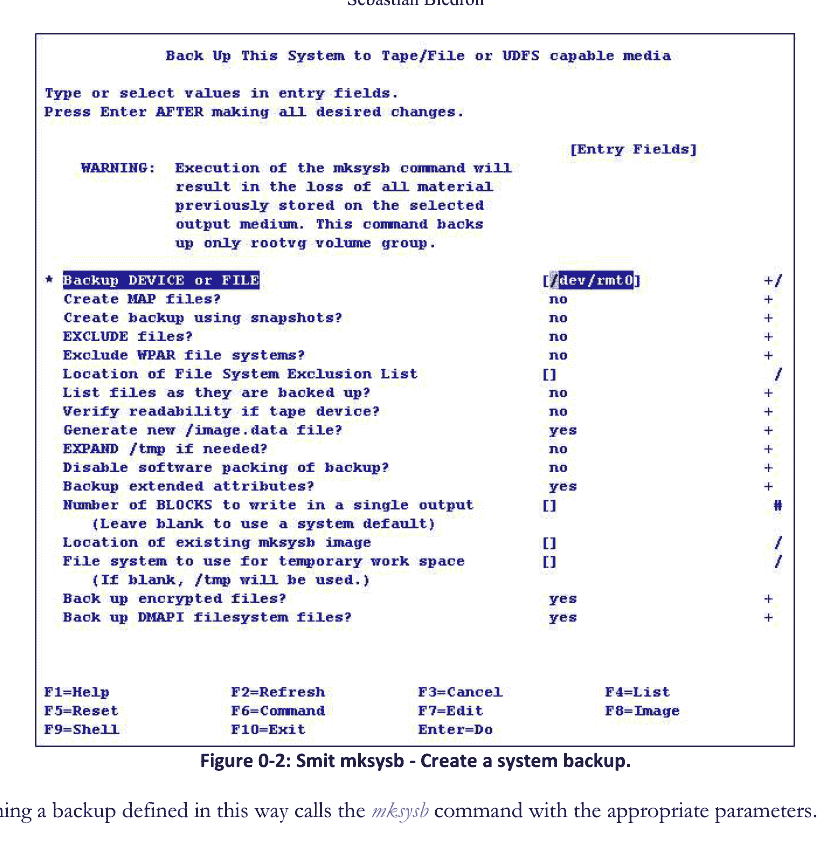 Sebastian Biedroń
Back Up This System to Tape/File or UDFS capable media
Type or select values in entry fields.
Press Enter AFTER making all desired changes.
[Entry Fields]
WARNING: Execution of the mksysb command will
result in the loss of all material
previously stored on the selected
output medium. This command backs
up only rootvg volume group.
* Backup DEVICE or FILE [/dev/rmt0] +/
Create MAP files? no +
Create backup using snapshots? no +
EXCLUDE files? no +
Exclude WPAR file systems? no +
Location of File System Exclusion List [] /
List files as they are backed up? no +
Verify readability if tape device? no +
Generate new /image.data file? yes +
EXPAND /tmp if needed? no +
Disable software packing of backup? no +
Backup extended attributes? yes +
Number of BLOCKS to write in a single output [] #
(Leave blank to use a system default)
Location of existing mksysb image [] /
File system to use for temporary work space [] /
(If blank, /tmp will be used.)
Back up encrypted files? yes +
Back up DMAPI filesystem files? yes +
F1=Help F2=Refresh F3=Cancel F4=List
F5=Reset F6=Command F7=Edit F8=Image
F9=Shell F10=Exit Enter=Do
Figure 0-2: Smit mksysb - Create a system backup.
ning a backup defined in this way calls the mksysb command with the appropriate parameters.